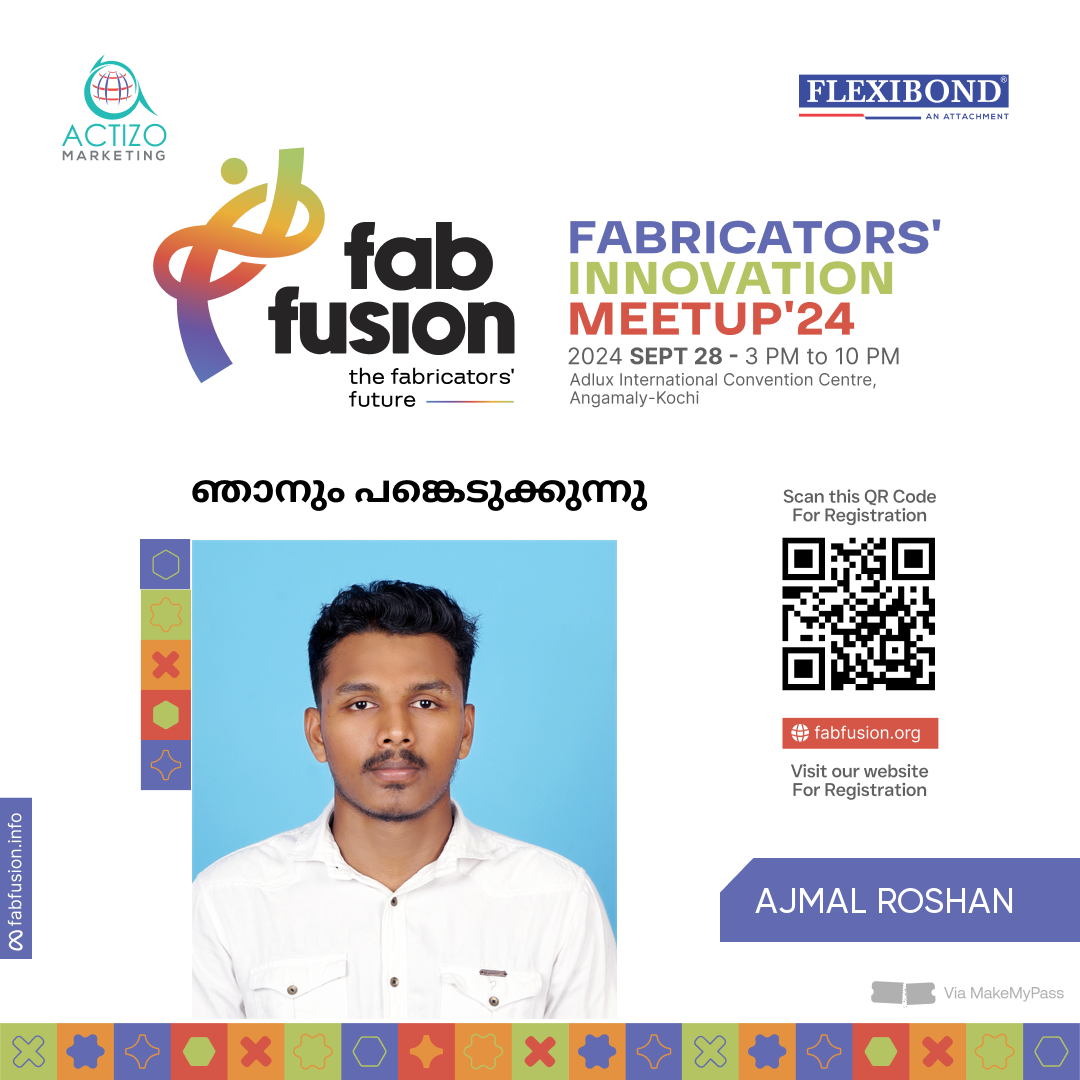 ACTIZO
MARKETING
FLEXIBOND®
AN ATTACHMENT
fab
fusion
the fabricators'
future
FABRICATORS'
INNOVATION
MEETUP'24
2024 SEPT 28 - 3 PM to 10 PM
Adlux International Convention Centre,
Angamaly-Kochi
ഞാനും പങ്കെടുക്കുന്നു
Scan this QR Code
For Registration
fabfusion.org
Visit our website
For Registration
fabfusion.info
AJMAL ROSHAN
Via MakeMyPass